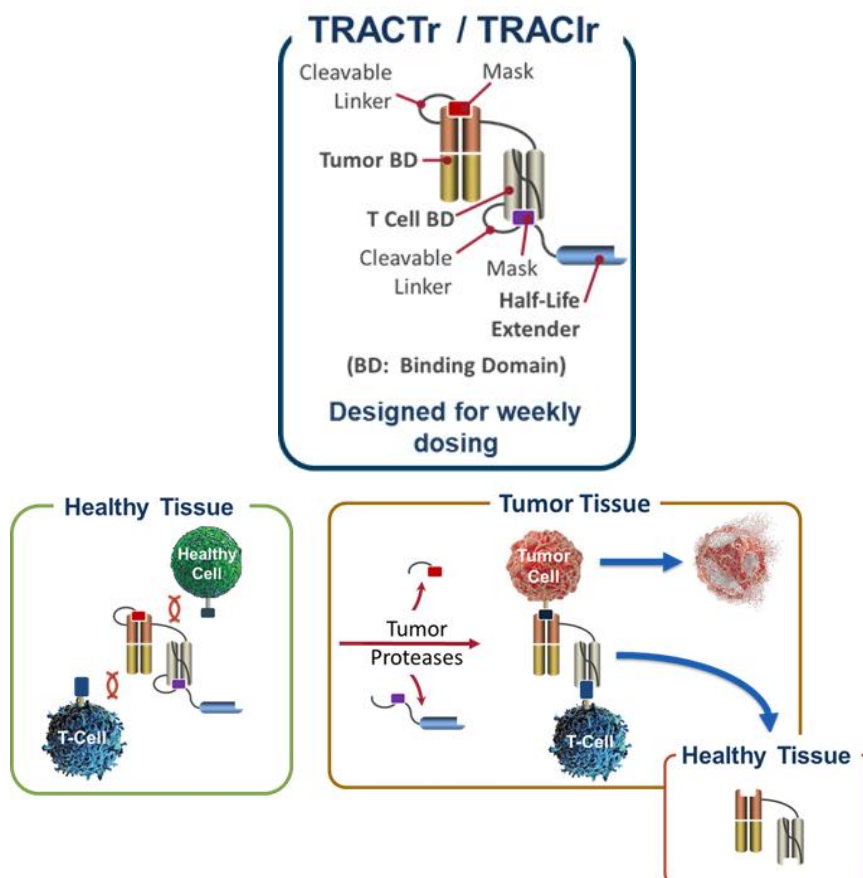 TRACTr / TRACIr
Cleavable
Linker
Mask
Tumor BD
T Cell BD
Cleavable
Linker
Mask
Half-Life
Extender
(BD: Binding Domain)
Designed for weekly
dosing
Healthy Tissue
Healthy
Cell
T-Cell
Tumor Tissue
Tumor
Proteases
Tumor
Cell
T-Cell
Healthy Tissue